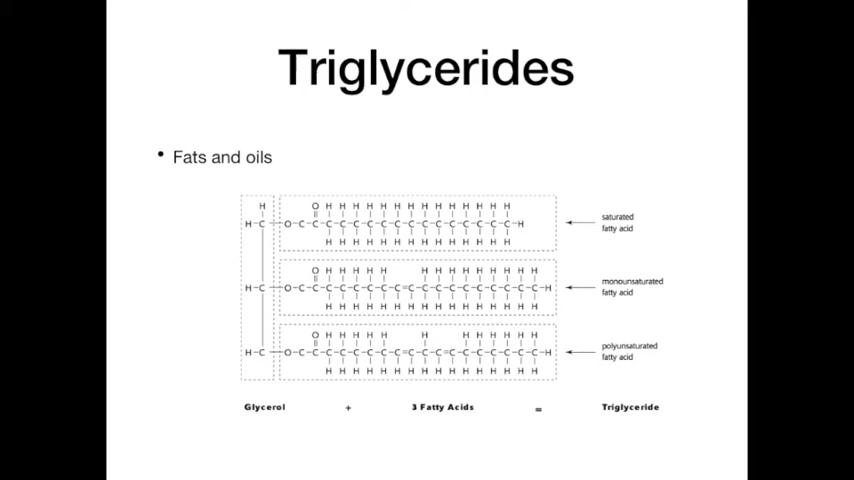 Triglycerides
• Fats and oils
H O H H H H H H H H H H H H H H
H–C–O–C–C–C–C–C–C–C–C–C–C–C–C–C–C–C–C–H
H H H H H H H H H H H H H H
saturated
fatty acid
O H H H H H H H H H H H H H H
H–C–O–C–C–C–C–C–C–C–C=C–C–C–C–C–C–C–C–C–C–H
H H H H H H H H H H H H H H H H
monounsaturated
fatty acid
O H H H H H H H H H H H H
H–C–O–C–C–C–C–C–C–C–C=C–C–C=C–C–C–C–C–C–C–H
H H H H H H H H H H H H H H H H
polyunsaturated
fatty acid
Glycerol + 3 Fatty Acids = Triglyceride